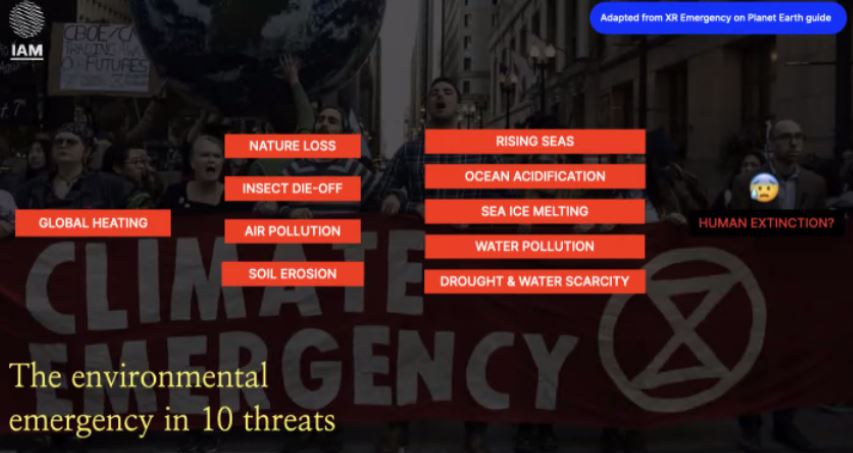 IAM
Adapted from XR Emergency on Planet Earth guide
CBOE/C
TRADING
OUR
FUTURES
GLOBAL HEATING
NATURE LOSS
INSECT DIE-OFF
AIR POLLUTION
SOIL EROSION
RISING SEAS
OCEAN ACIDIFICATION
SEA ICE MELTING
WATER POLLUTION
DROUGHT & WATER SCARCITY
HUMAN EXTINCTION?
CLIMATE
EMERGENCY
The environmental
emergency in 10 threats